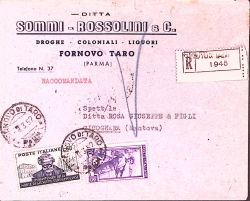 DITTA
SOMMI - ROSSOLINI & C.
DROGHE - COLONIALI - LIQUORI
FORNOVO TARO
(PARMA)
Telefono N. 37
RACCOMANDATA
R
1945
Spett/le
Ditta ROSA GIUSEPPE & FIGLI
(Mantova)
POSTE ITALIANE